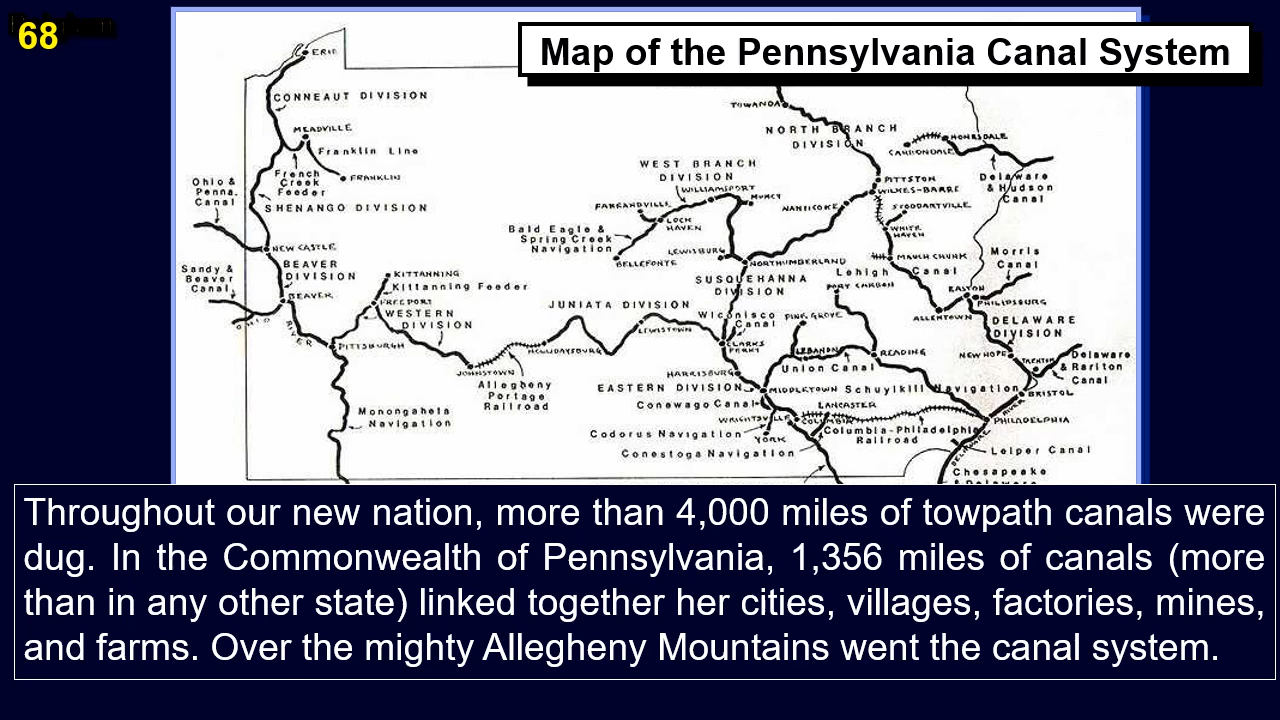 68
Map of the Pennsylvania Canal System
ERIE
CONNEAUT DIVISION
TOWANDA
MEADVILLE
NORTH BRANCH
DIVISION
HONESDALE
CARBONDALE
Franklin Line
WEST BRANCH
DIVISION
French
Creek
Feeder
FRANKLIN
PITTSTON
Delaware
& Hudson
Canal
Ohio &
Penna.
Canal
WILLIAMSPORT
WILKES-BARRE
MUNCY
SHENANGO DIVISION
FARRANDVILLE
NANTICOKE
STODDARTVILLE
LOCK
HAVEN
WHITE
HAVEN
Bald Eagle &
Spring Creek
Navigation
NEW CASTLE
LEWISBURG
Morris
Canal
BELLEFONTE
NORTHUMBERLAND
MAUCH CHUNK
Sandy &
Beaver
Canal
BEAVER
DIVISION
KITTANNING
Kittanning Feeder
SUSQUEHANNA
DIVISION
Lehigh Canal
PORT CARBON
EASTON
BEAVER
FREEPORT
JUNIATA DIVISION
PHILIPSBURG
WESTERN
DIVISION
Wiconisco
Canal
PINE GROVE
ALLENTOWN
DELAWARE
DIVISION
OHIO RIVER
LEWISTOWN
PITTSBURGH
HOLLIDAYSBURG
CLARKS
FERRY
LEBANON
READING
NEW HOPE
TRENTON
Delaware
& Raritan
Canal
JOHNSTOWN
HARRISBURG
Union Canal
Allegheny
Portage
Railroad
EASTERN DIVISION
MIDDLETOWN
Schuylkill Navigation
BRISTOL
Conewago Canal
LANCASTER
Monongahela
Navigation
WRIGHTSVILLE
COLUMBIA
PHILADELPHIA
Codorus Navigation
YORK
Columbia-Philadelphia
Railroad
DELAWARE RIVER
Conestoga Navigation
Leiper Canal
Chesapeake
& Delaware
Throughout our new nation, more than 4,000 miles of towpath canals were
dug. In the Commonwealth of Pennsylvania, 1,356 miles of canals (more
than in any other state) linked together her cities, villages, factories, mines,
and farms. Over the mighty Allegheny Mountains went the canal system.